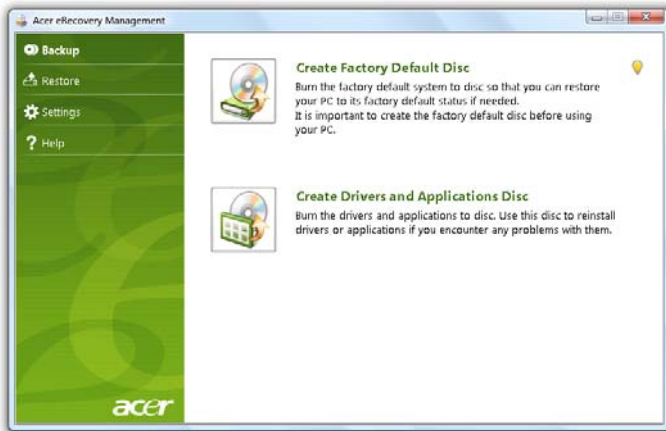 Acer eRecovery Management
Backup
Restore
Settings
? Help
Create Factory Default Disc
Burn the factory default system to disc so that you can restore
your PC to its factory default status if needed.
It is important to create the factory default disc before using
your PC.
Create Drivers and Applications Disc
Burn the drivers and applications to disc. Use this disc to reinstall
drivers or applications if you encounter any problems with them.
acer